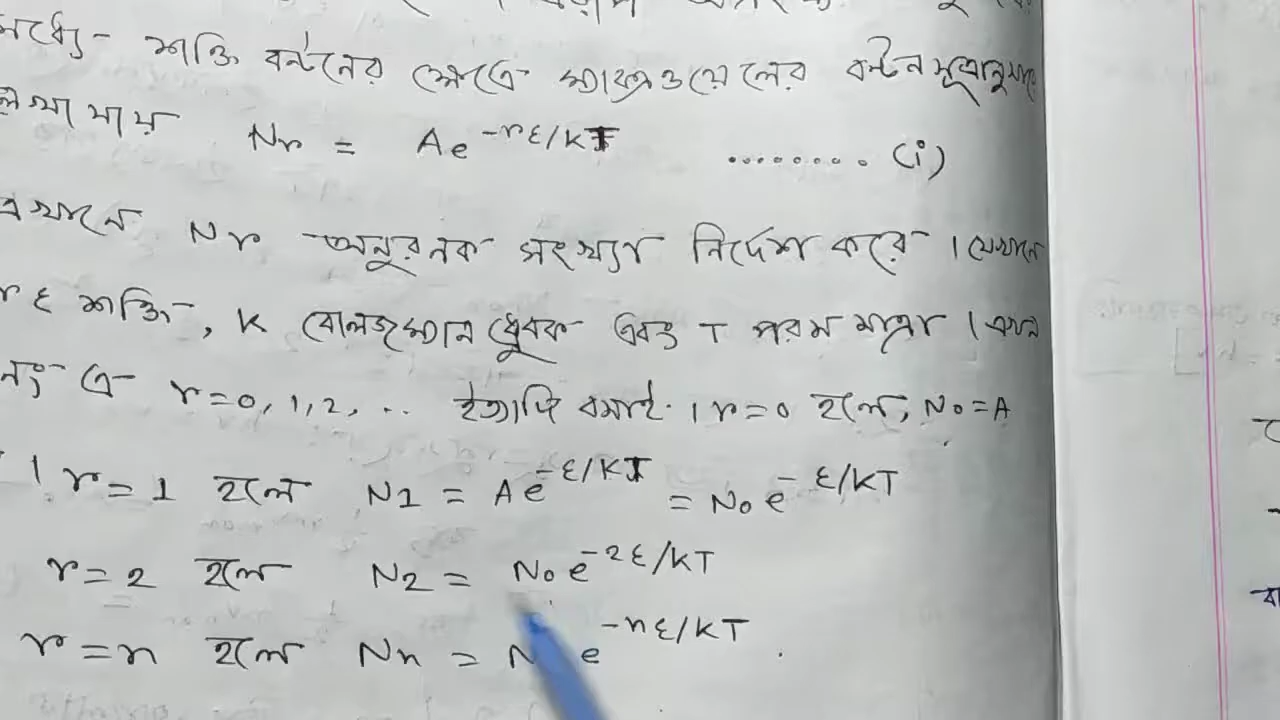 মধ্যে শক্তি বন্টনের ক্ষেত্রে ম্যাক্সওয়েলের বন্টন সূত্রানুসারে
লেখা যায় Nr = Ae^-rε/KT ........ (i)
এখানে Nr অনুরনক সংখ্যা নির্দেশ করে । যেখানে
rε শক্তি, K বোলজম্যান ধ্রুবক এবং T পরম মাত্রা । এখন
নং এ r=0, 1, 2, .. ইত্যাদি বসাই । r=0 হলে, N₀=A
। r=1 হলে N1 = Ae^-ε/KT = N₀e^-ε/KT
r=2 হলে N2 = N₀e^-2ε/KT
r=n হলে Nn = N e^-nε/KT .